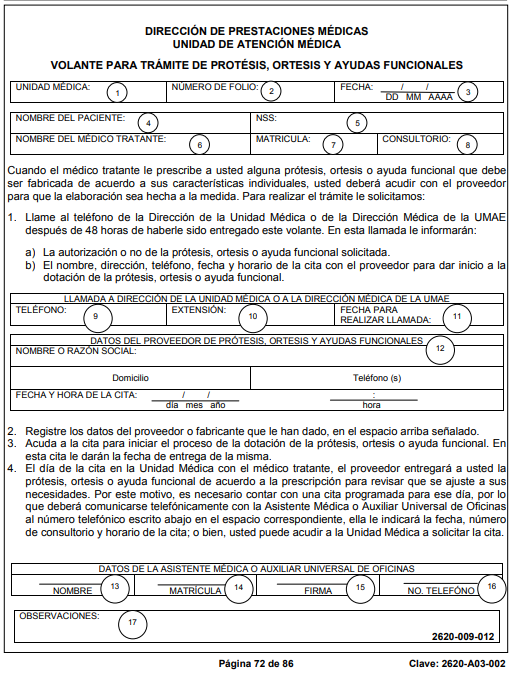 DIRECCIÓN DE PRESTACIONES MÉDICAS
UNIDAD DE ATENCIÓN MÉDICA
VOLANTE PARA TRÁMITE DE PROTÉSIS, ORTESIS Y AYUDAS FUNCIONALES
UNIDAD MÉDICA: 1 NÚMERO DE FOLIO: 2 FECHA: / / 3
DD MM AAAA
NOMBRE DEL PACIENTE: 4 NSS: 5
NOMBRE DEL MÉDICO TRATANTE: 6 MATRICULA: 7 CONSULTORIO: 8
Cuando el médico tratante le prescribe a usted alguna prótesis, ortesis o ayuda funcional que debe
ser fabricada de acuerdo a sus características individuales, usted deberá acudir con el proveedor
para que la elaboración sea hecha a la medida. Para realizar el trámite le solicitamos:
1. Llame al teléfono de la Dirección de la Unidad Médica o de la Dirección Médica de la UMAE
después de 48 horas de haberle sido entregado este volante. En esta llamada le informarán:
a) La autorización o no de la prótesis, ortesis o ayuda funcional solicitada.
b) El nombre, dirección, teléfono, fecha y horario de la cita con el proveedor para dar inicio a la
dotación de la prótesis, ortesis o ayuda funcional.
LLAMADA A DIRECCIÓN DE LA UNIDAD MÉDICA O A LA DIRECCIÓN MÉDICA DE LA UMAE
TELÉFONO: 9 EXTENSIÓN: 10 FECHA PARA
REALIZAR LLAMADA: 11
DATOS DEL PROVEEDOR DE PRÓTESIS, ORTESIS Y AYUDAS FUNCIONALES 12
NOMBRE O RAZÓN SOCIAL:
Domicilio Teléfono (s)
FECHA Y HORA DE LA CITA: / / :
día mes año hora
2. Registre los datos del proveedor o fabricante que le han dado, en el espacio arriba señalado.
3. Acuda a la cita para iniciar el proceso de la dotación de la prótesis, ortesis o ayuda funcional. En
esta cita le darán la fecha de entrega de la misma.
4. El día de la cita en la Unidad Médica con el médico tratante, el proveedor entregará a usted la
prótesis, ortesis o ayuda funcional de acuerdo a la prescripción para revisar que se ajuste a sus
necesidades. Por este motivo, es necesario contar con una cita programada para ese día, por lo
que deberá comunicarse telefónicamente con la Asistente Médica o Auxiliar Universal de Oficinas
al número telefónico escrito abajo en el espacio correspondiente, ella le indicará la fecha, número
de consultorio y horario de la cita; o bien, usted puede acudir a la Unidad Médica a solicitar la cita.
DATOS DE LA ASISTENTE MÉDICA O AUXILIAR UNIVERSAL DE OFICINAS
NOMBRE 13 MATRÍCULA 14 FIRMA 15 NO. TELEFÓNO 16
OBSERVACIONES: 17
2620-009-012
Página 72 de 86 Clave: 2620-A03-002